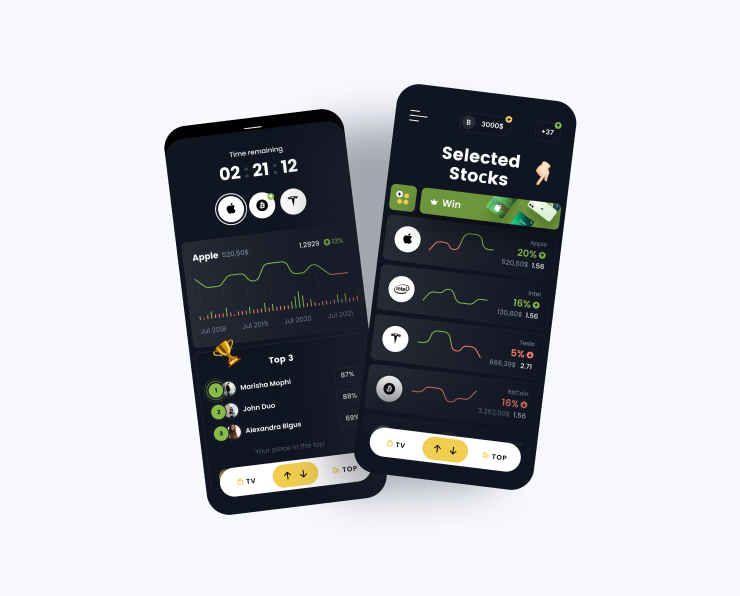 Time remaining
02 : 21 : 12
Apple 520,50$ 1,2929 13%
Jul 2018 Jul 2019 Jul 2020 Jul 2021
Top 3
1 Marisha Mophi 87%
2 John Duo 88%
3 Alexandra Bigus 69%
Your place in the top
TV TOP
B 3000$ +37
Selected
Stocks
Win
Apple
20%
520,50$ 1.56
intel
Intel
16%
130,80$ 1.56
Tesla
5%
666,39$ 2.71
BitCoin
16%
3,362,00$ 1.56
TV TOP